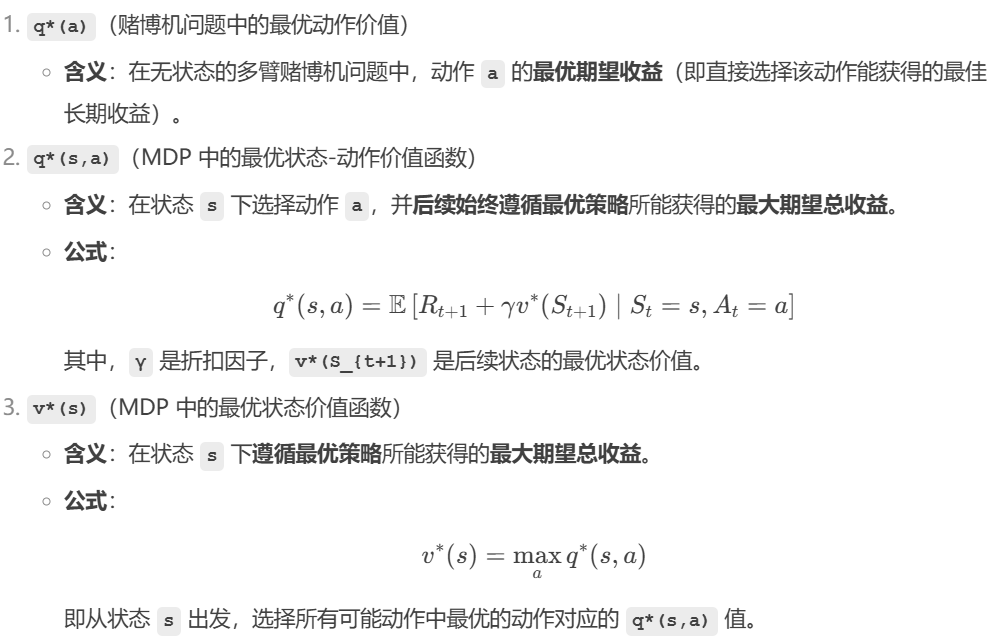 1. q*(a)（赌博机问题中的最优动作价值）
○ 含义：在无状态的多臂赌博机问题中，动作 a 的最优期望收益（即直接选择该动作能获得的最佳
长期收益）。
2. q*(s,a)（MDP 中的最优状态-动作价值函数）
○ 含义：在状态 s 下选择动作 a，并后续始终遵循最优策略所能获得的最大期望总收益。
○ 公式：
q*(s, a) = 𝔼 [R_{t+1} + γv*(S_{t+1}) | S_t = s, A_t = a]
其中，γ 是折扣因子，v*(S_{t+1}) 是后续状态的最优状态价值。
3. v*(s)（MDP 中的最优状态价值函数）
○ 含义：在状态 s 下遵循最优策略所能获得的最大期望总收益。
○ 公式：
v*(s) = max_a q*(s, a)
即从状态 s 出发，选择所有可能动作中最优的动作对应的 q*(s,a) 值。